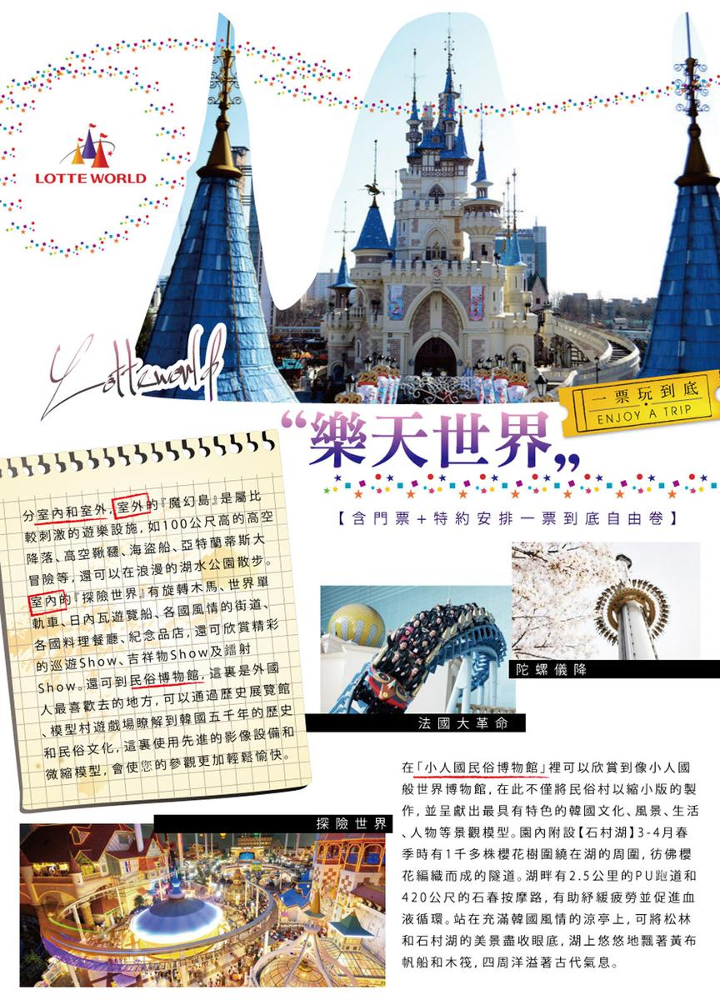 LOTTE WORLD
Lotteworld
一票玩到底
ENJOY A TRIP
“樂天世界”
【含門票+特約安排一票到底自由卷】
分室內和室外,室外的『魔幻島』是屬比
較刺激的遊樂設施,如100公尺高的高空
降落、高空鞦韆、海盜船、亞特蘭蒂斯大
冒險等,還可以在浪漫的湖水公園散步。
室內的『探險世界』有旋轉木馬、世界單
軌車、日內瓦遊覽船、各國風情的街道、
各國料理餐廳、紀念品店,還可欣賞精彩
的巡遊Show、吉祥物Show及鐳射
Show。還可到民俗博物館,這裏是外國
人最喜歡去的地方,可以通過歷史展覽館
、模型村遊戲場瞭解到韓國五千年的歷史
和民俗文化,這裏使用先進的影像設備和
微縮模型,會使您的參觀更加輕鬆愉快。
陀螺儀降
法國大革命
探險世界
在「小人國民俗博物館」裡可以欣賞到像小人國
般世界博物館,在此不僅將民俗村以縮小版的製
作,並呈獻出最具有特色的韓國文化、風景、生活
、人物等景觀模型。園內附設【石村湖】3-4月春
季時有1千多株櫻花樹圍繞在湖的周圍,彷佛櫻
花編織而成的隧道。湖畔有2.5公里的PU跑道和
420公尺的石春按摩路,有助紓緩疲勞並促進血
液循環。站在充滿韓國風情的涼亭上,可將松林
和石村湖的美景盡收眼底,湖上悠悠地飄著黃布
帆船和木筏,四周洋溢著古代氣息。